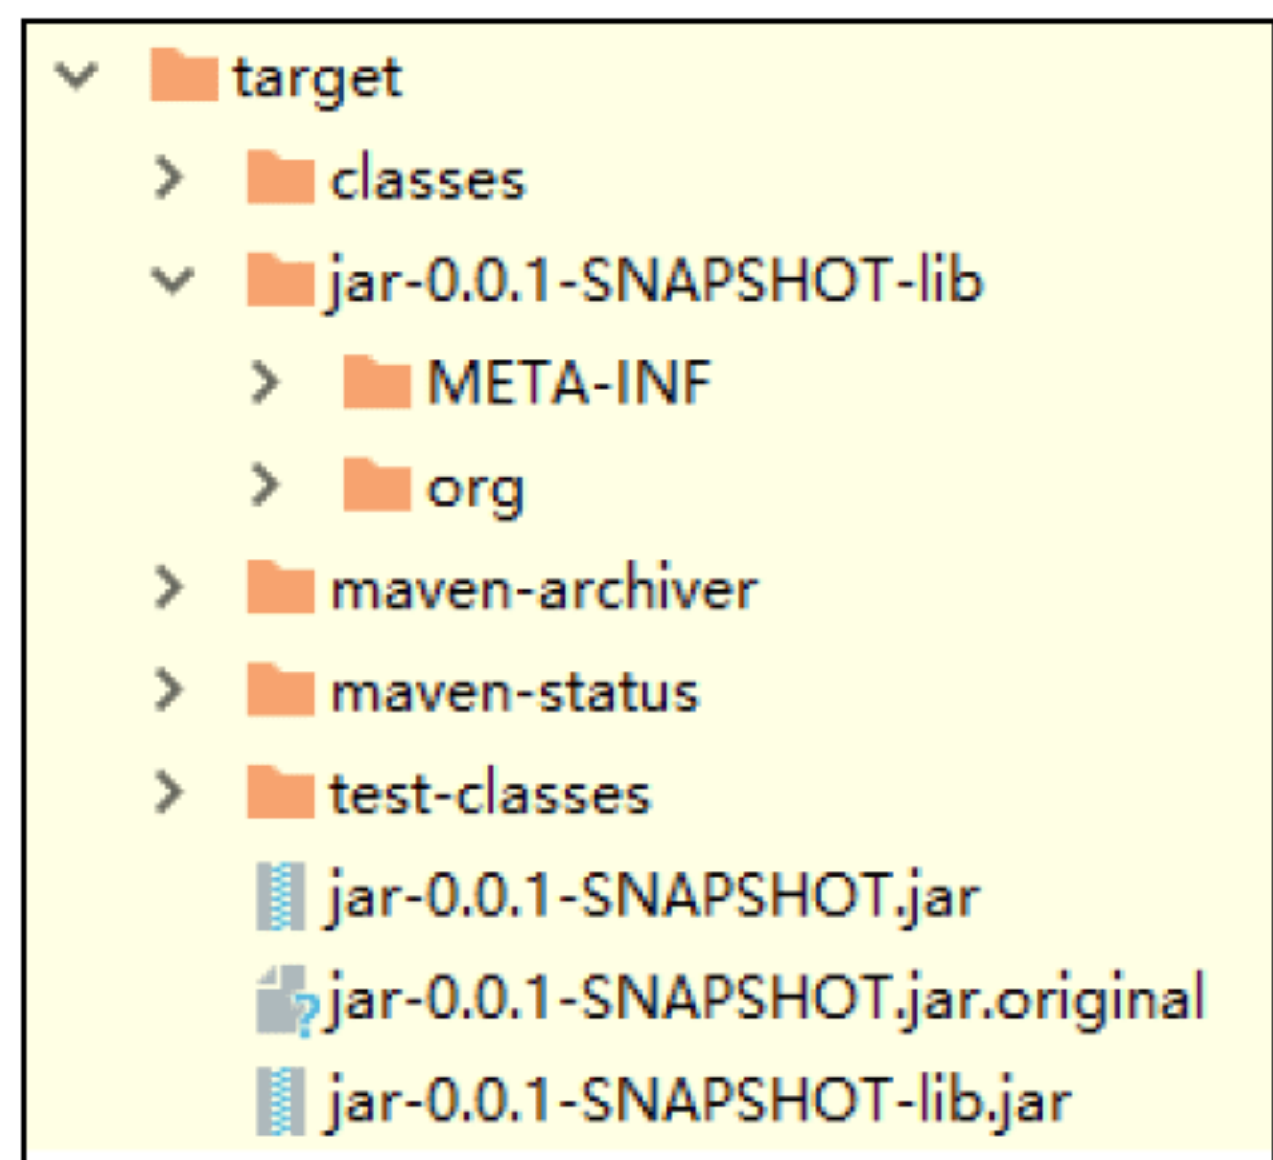 target
classes
jar-0.0.1-SNAPSHOT-lib
META-INF
org
maven-archiver
maven-status
test-classes
jar-0.0.1-SNAPSHOT.jar
jar-0.0.1-SNAPSHOT.jar.original
jar-0.0.1-SNAPSHOT-lib.jar